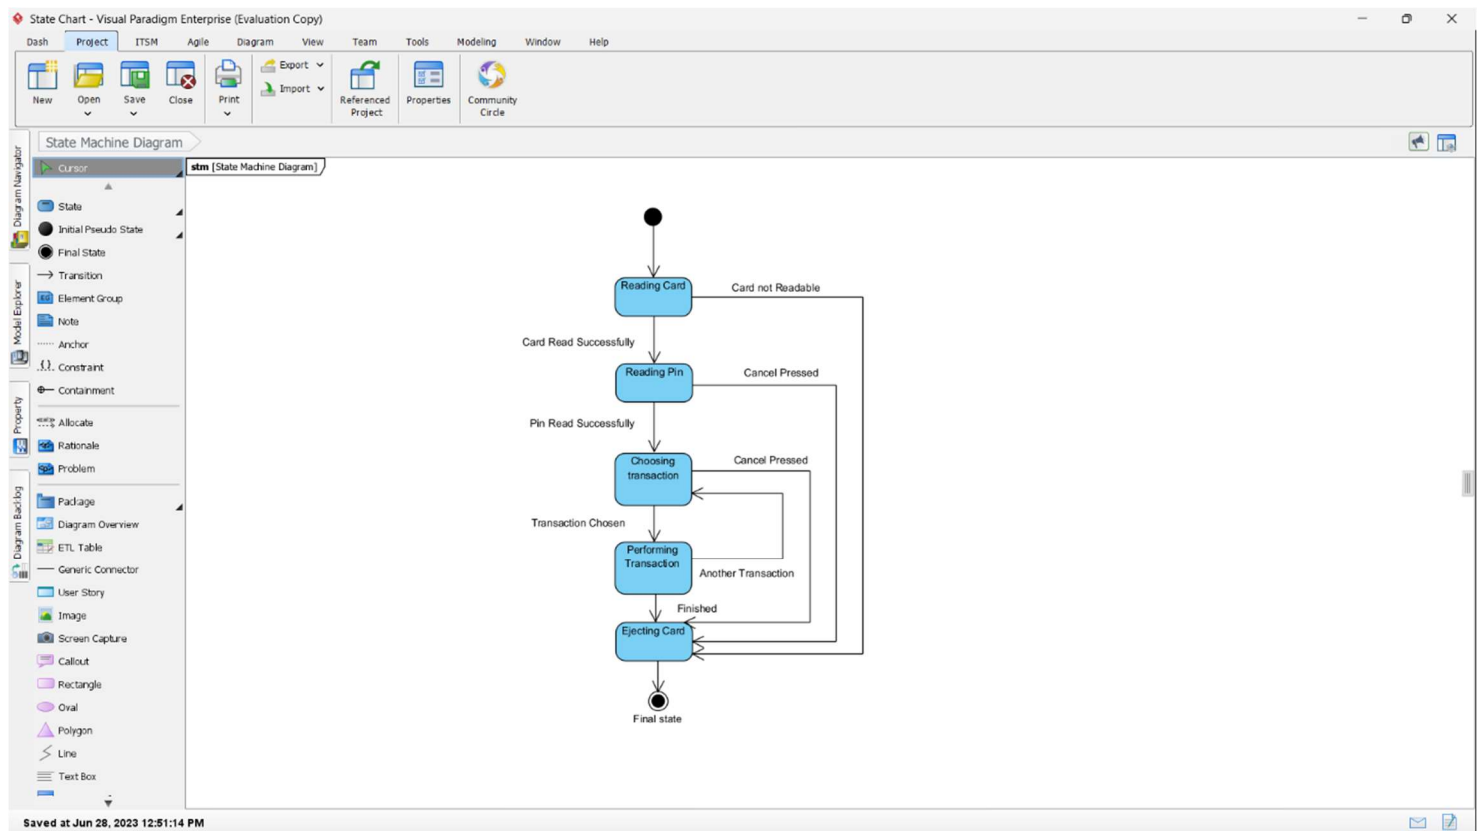 State Chart - Visual Paradigm Enterprise (Evaluation Copy)
Dash Project ITSM Agile Diagram View Team Tools Modeling Window Help
Export
Import
New Open Save Close Print Referenced Properties Community
Project Circle
State Machine Diagram
Diagram Navigator
Model Explorer
Property
Diagram Backlog
Cursor
State
Initial Pseudo State
Final State
Transition
Element Group
Note
Anchor
Constraint
Containment
Allocate
Rationale
Problem
Package
Diagram Overview
ETL Table
Generic Connector
User Story
Image
Screen Capture
Callout
Rectangle
Oval
Polygon
Line
Text Box
stm [State Machine Diagram]
Reading Card
Card not Readable
Card Read Successfully
Reading Pin
Cancel Pressed
Pin Read Successfully
Choosing
transaction
Cancel Pressed
Transaction Chosen
Performing
Transaction
Another Transaction
Finished
Ejecting Card
Final state
Saved at Jun 28, 2023 12:51:14 PM